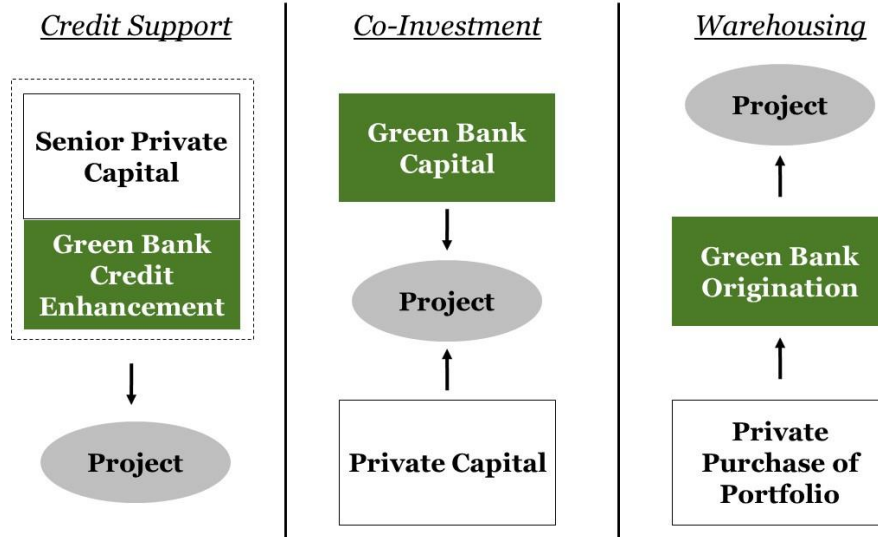 Credit Support
Senior Private
Capital
Green Bank
Credit
Enhancement
Project
Co-Investment
Green Bank
Capital
Project
Private Capital
Warehousing
Project
Green Bank
Origination
Private
Purchase of
Portfolio